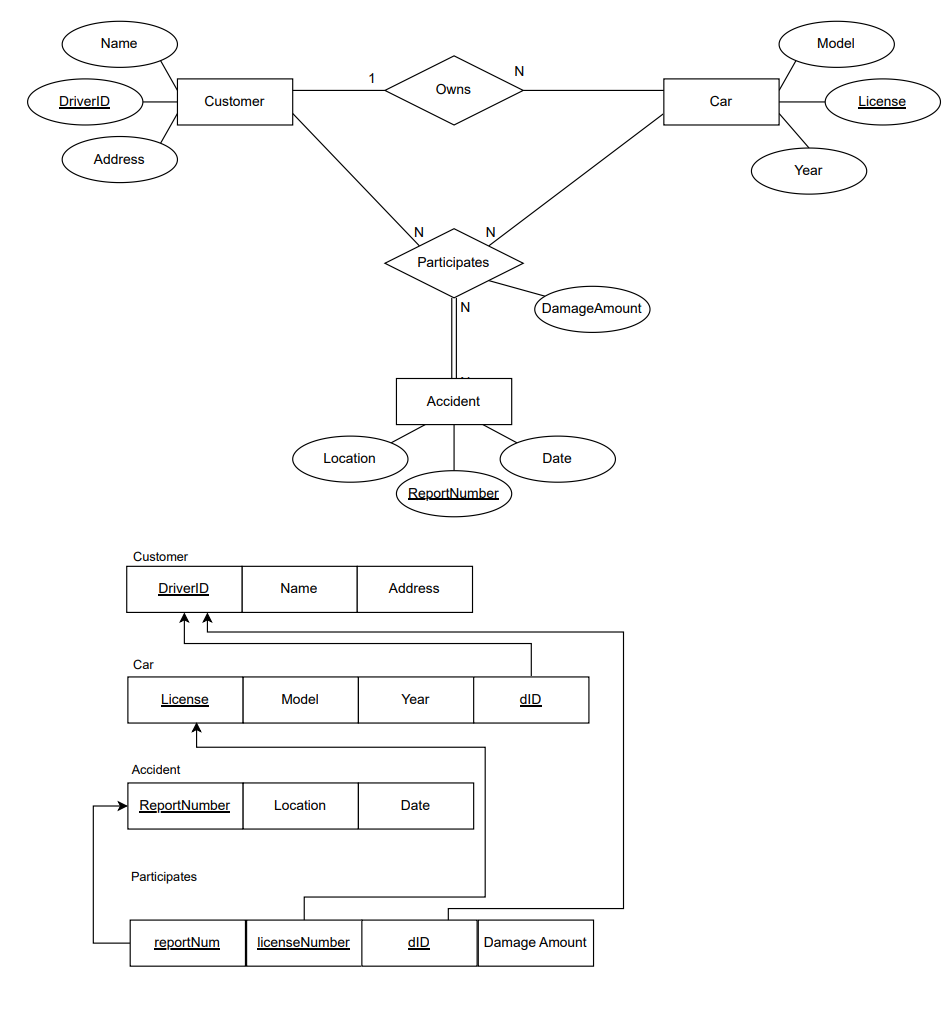 Name
Model
1
N
Owns
DriverID
Customer
Car
License
Address
Year
N
N
Participates
N
DamageAmount
Accident
Location
Date
ReportNumber
Customer
DriverID
Name
Address
Car
License
Model
Year
dID
Accident
ReportNumber
Location
Date
Participates
reportNum
licenseNumber
dID
Damage Amount